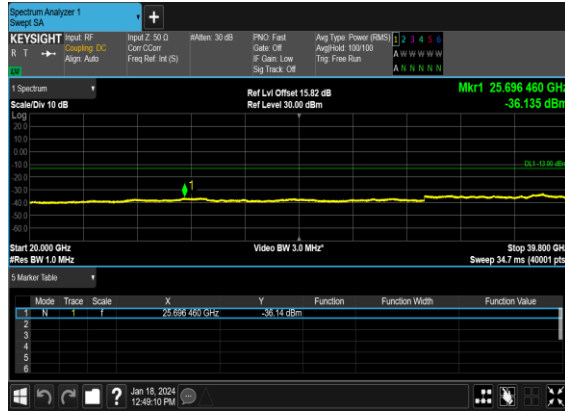 Spectrum Analyzer 1
Swept SA
+
KEYSIGHT Input: RF Input Z: 50 Ω #Atten: 30 dB PNO: Fast Avg Type: Power (RMS) 1 2 3 4 5 6
R T Coupling: DC Corr CCorr Gate: Off Avg|Hold: 100/100 A W W W W W
Align: Auto Freq Ref: Int (S) IF Gain: Low Trig: Free Run
Sig Track: Off A N N N N N
1 Spectrum
Ref Lvl Offset 15.82 dB Mkr1 25.696 460 GHz
Scale/Div 10 dB Ref Level 30.00 dBm -36.135 dBm
Log
20.0
10.0
0.00
-10.0 DL1 -13.00 dBm
-20.0
-30.0 1
-40.0
-50.0
-60.0
Start 20.000 GHz Video BW 3.0 MHz* Stop 39.800 GHz
#Res BW 1.0 MHz Sweep 34.7 ms (40001 pts)
5 Marker Table
Mode Trace Scale X Y Function Function Width Function Value
1 N 1 f 25.696 460 GHz -36.14 dBm
2
3
4
5
6
? Jan 18, 2024
12:49:10 PM